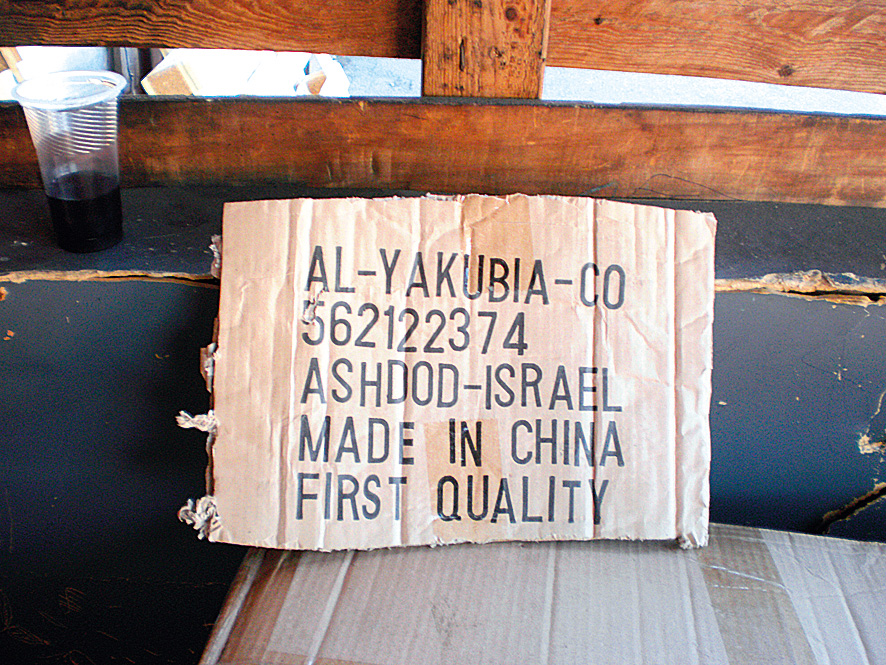 AL-YAKUBIA-CO
562122374
ASHDOD-ISRAEL
MADE IN CHINA
FIRST QUALITY